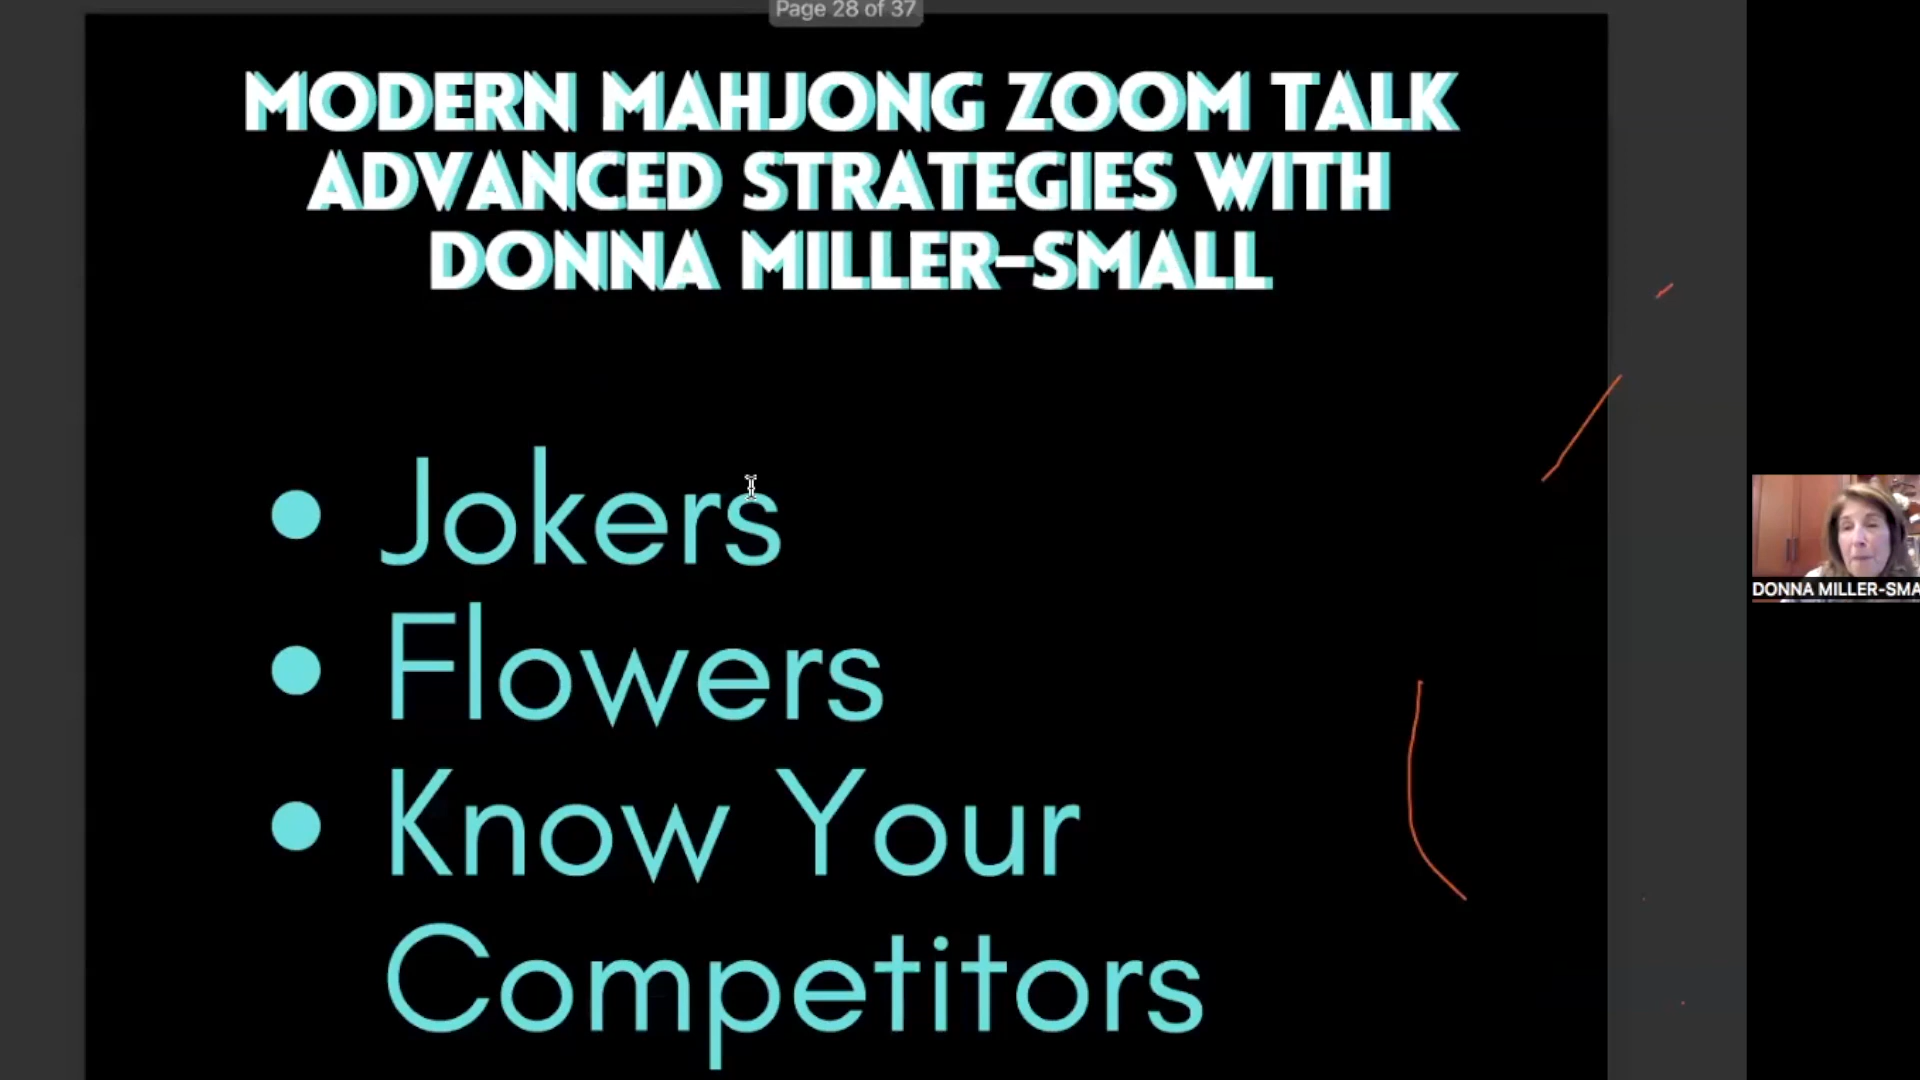 Page 28 of 37
MODERN MAHJONG ZOOM TALK
ADVANCED STRATEGIES WITH
DONNA MILLER-SMALL
• Jokers
• Flowers
• Know Your
Competitors
DONNA MILLER-SMA